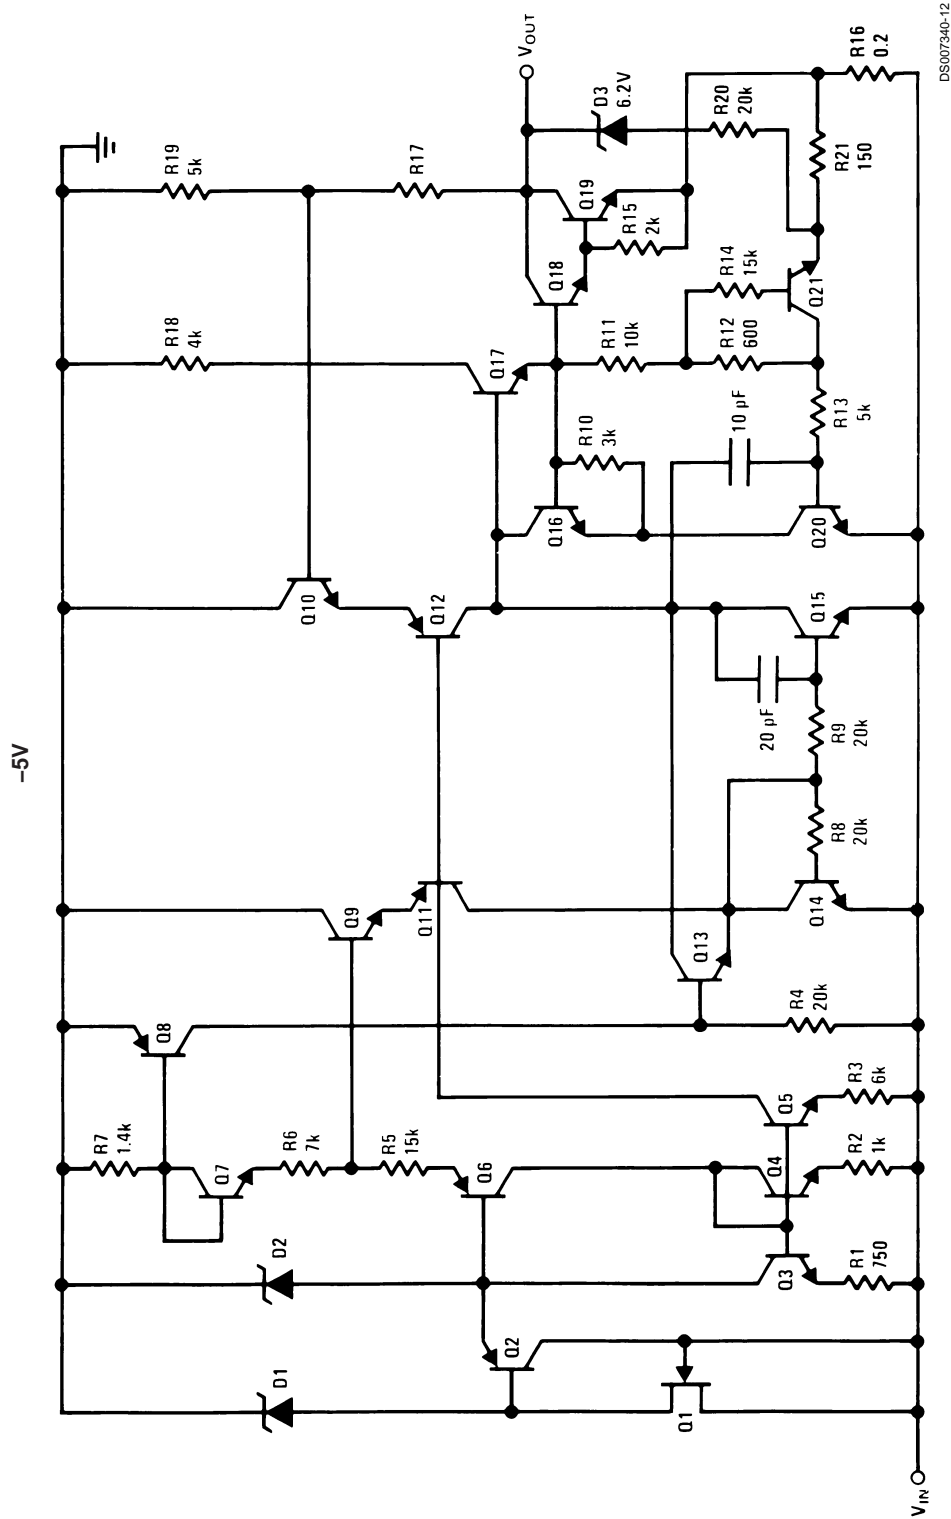 −5V
R7
1.4k
R18
4k
R19
5k
Q8
Q9
Q10
R17
VOUT
D1
D2
Q7
R6
7k
R5
15k
Q11
Q12
Q17
Q18
Q19
D3
6.2V
Q2
Q6
Q16
R10
3k
R11
10k
R15
2k
R14
15k
R12
600
R20
20k
Q13
10 pF
Q1
Q3
Q4
Q5
Q14
R8
20k
R9
20k
20 pF
Q15
Q20
R13
5k
Q21
R21
150
R16
0.2
R1
750
R2
1k
R3
6k
R4
20k
VIN
DS007340-12